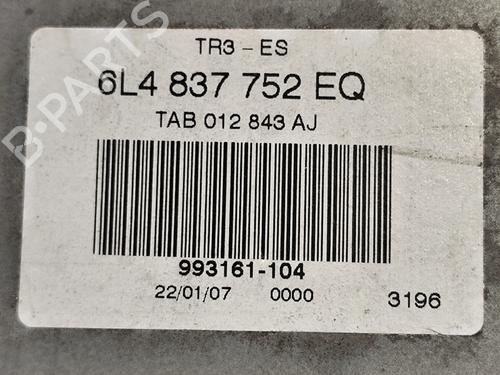 B-PARTS
TR3 - ES
6L4 837 752 EQ
TAB 012 843 AJ
993161-104
22/01/07 0000 3196